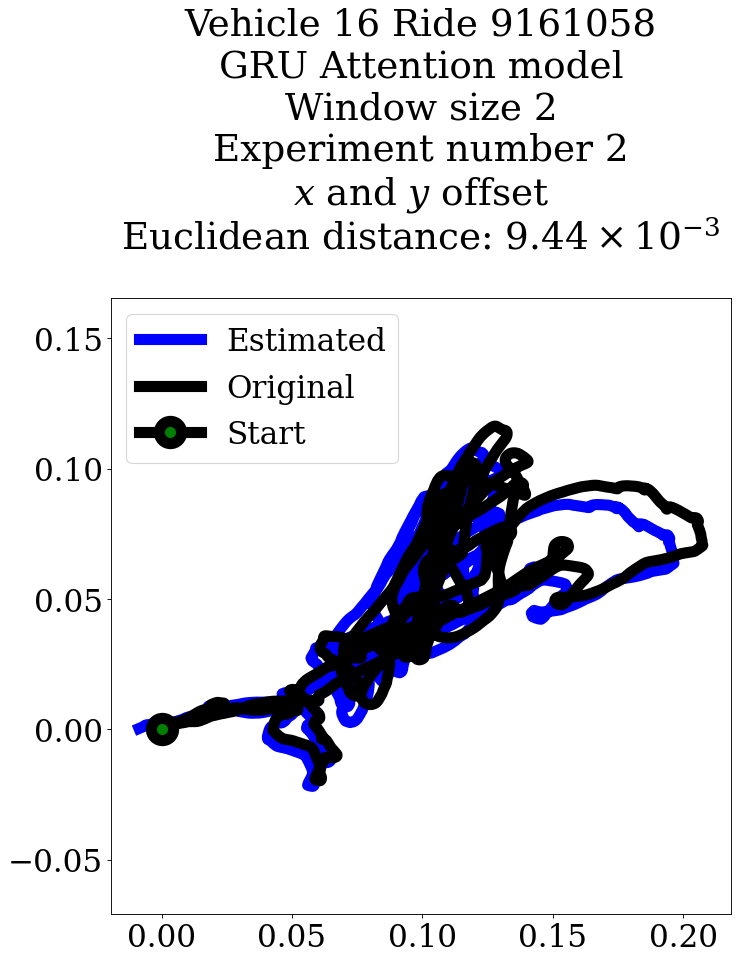 Vehicle 16 Ride 9161058
GRU Attention model
Window size 2
Experiment number 2
x and y offset
Euclidean distance: 9.44 × 10⁻³
Estimated
Original
Start
0.15
0.10
0.05
0.00
−0.05
0.00 0.05 0.10 0.15 0.20